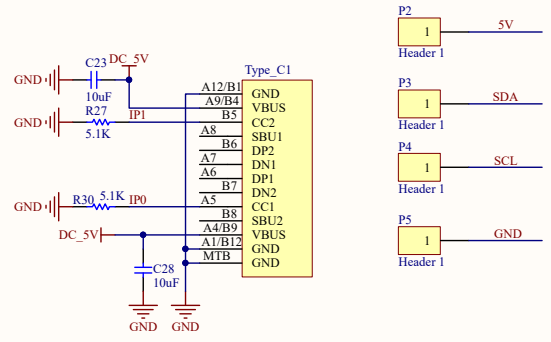 P2
5V
1
Header 1
C23
DC_5V
GND
10uF
Type_C1
A12/B1
GND
A9/B4
VBUS
R27
IP1
B5
CC2
GND
5.1K
A8
SBU1
B6
DP2
A7
DN1
A6
DP1
B7
DN2
GND
R30
5.1K
IP0
A5
CC1
B8
SBU2
DC_5V
A4/B9
VBUS
A1/B12
GND
MTB
GND
C28
10uF
GND
GND
P3
SDA
1
Header 1
P4
SCL
1
Header 1
P5
GND
1
Header 1